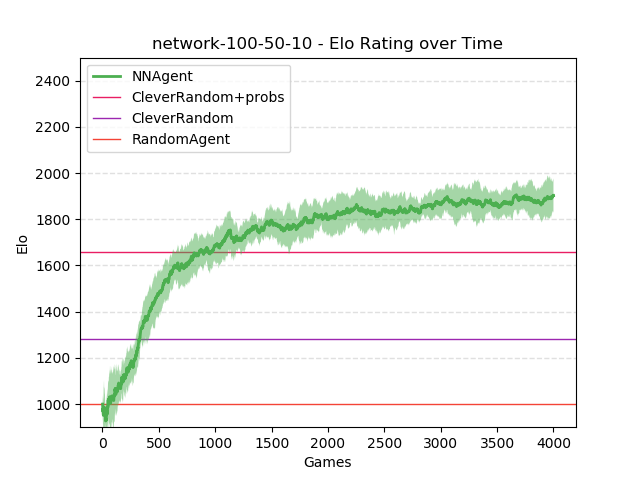 network-100-50-10 - Elo Rating over Time
NNAgent
CleverRandom+probs
CleverRandom
RandomAgent
2400
2200
2000
1800
1600
1400
1200
1000
Elo
0 500 1000 1500 2000 2500 3000 3500 4000
Games